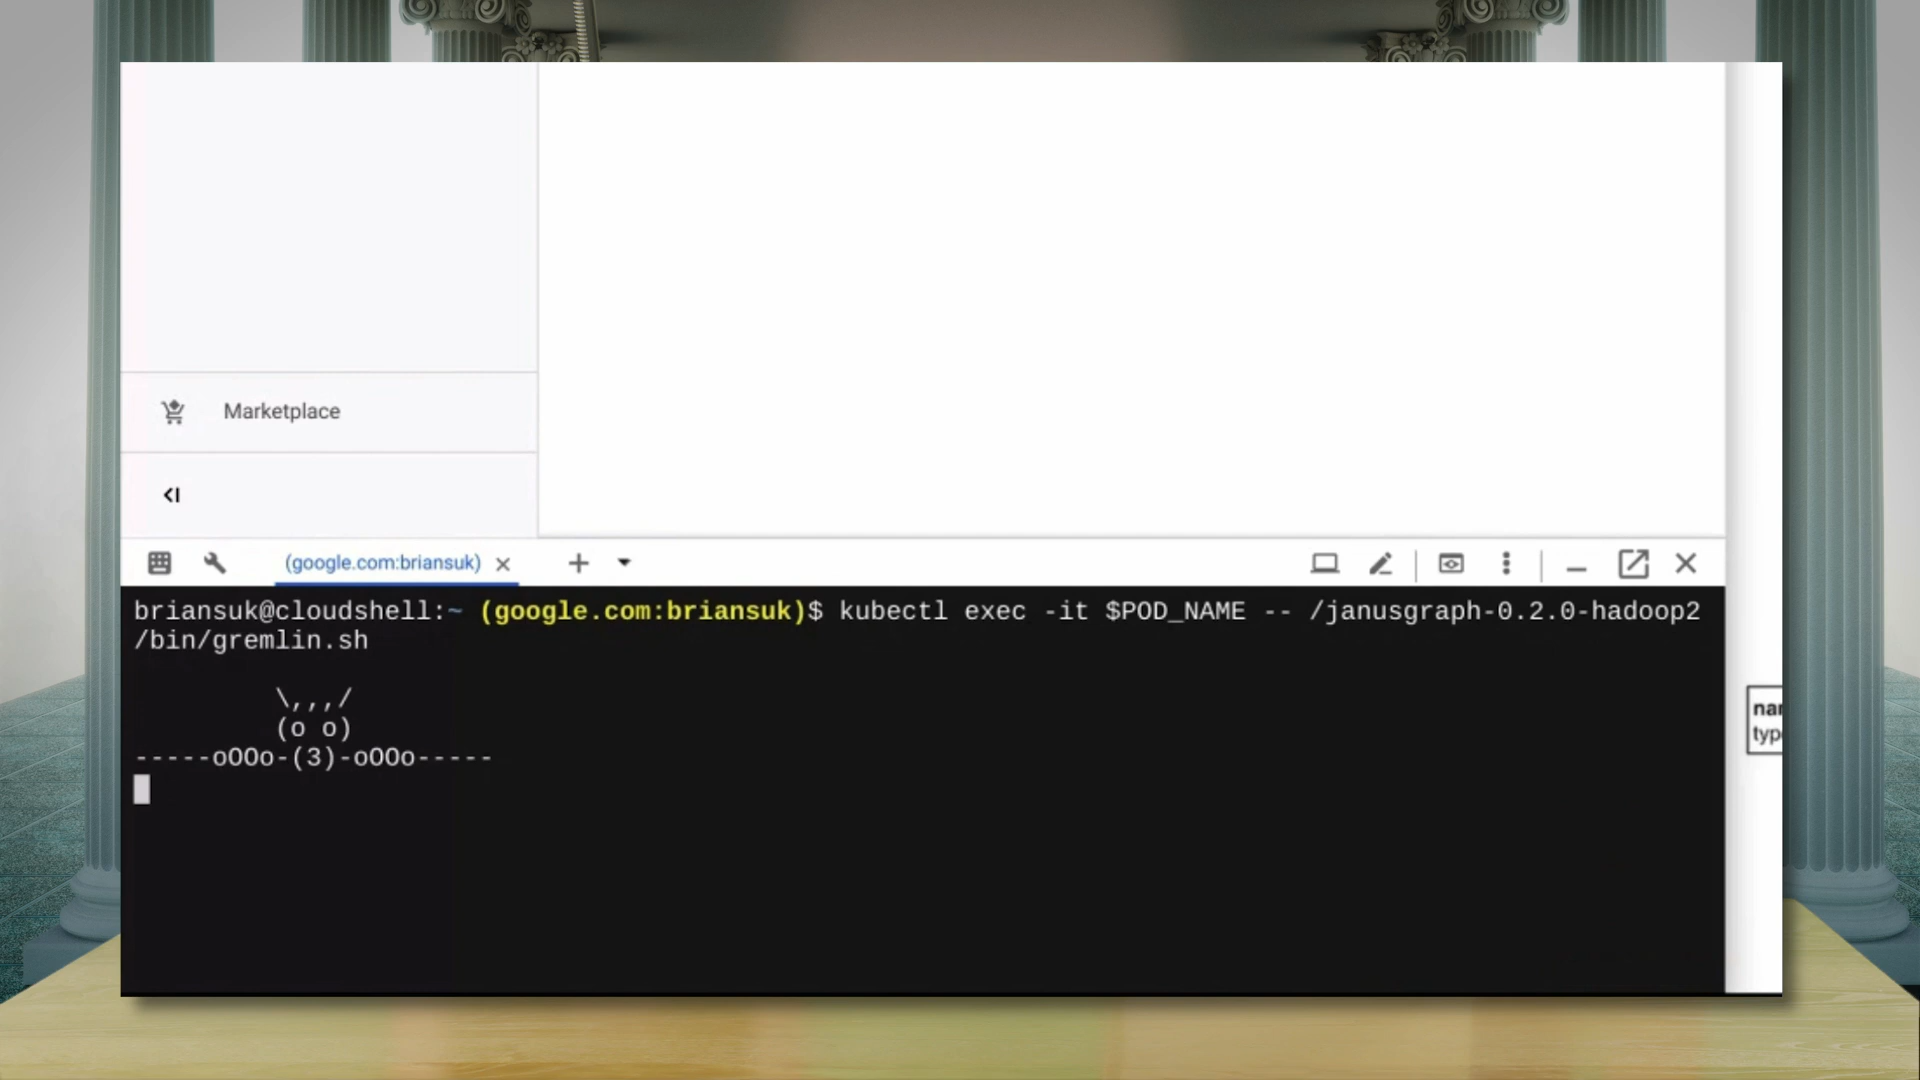 Marketplace
(google.com:briansuk)
briansuk@cloudshell:~ (google.com:briansuk)$ kubectl exec -it $POD_NAME -- /janusgraph-0.2.0-hadoop2
/bin/gremlin.sh
\,,,/
(o o)
-----oOOo-(3)-oOOo-----